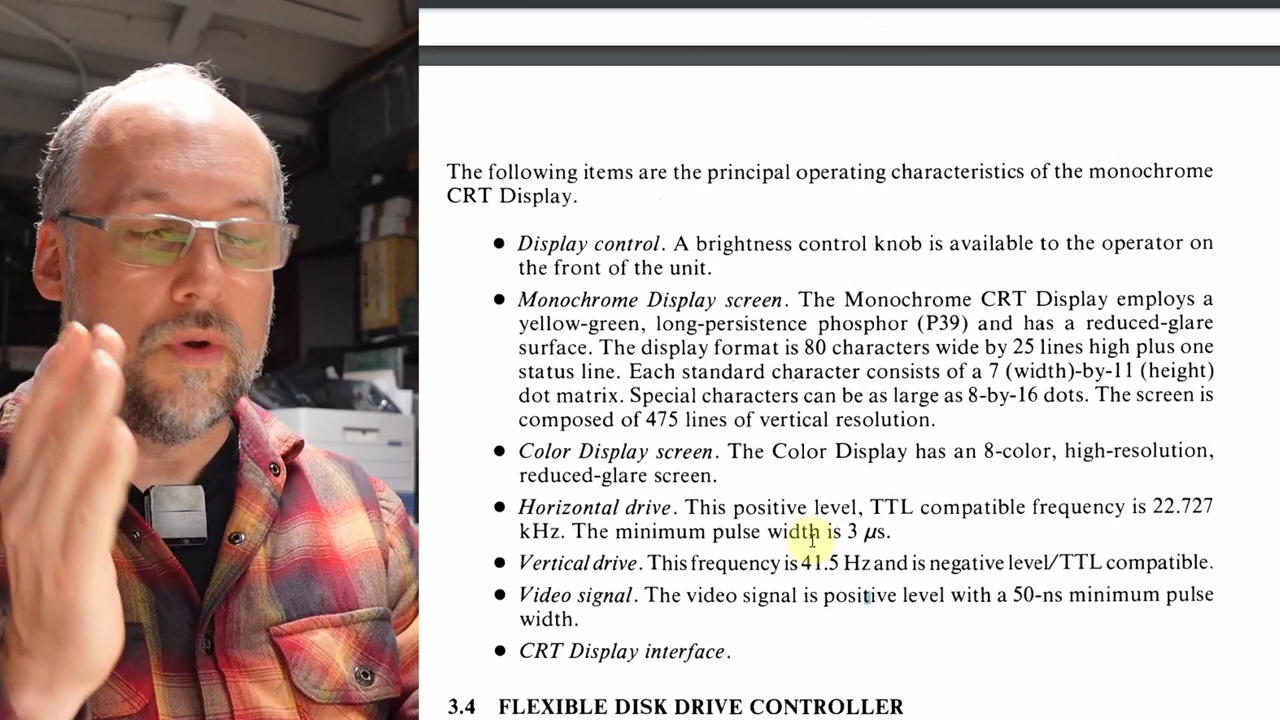 The following items are the principal operating characteristics of the monochrome
CRT Display.
● Display control. A brightness control knob is available to the operator on
the front of the unit.
● Monochrome Display screen. The Monochrome CRT Display employs a
yellow-green, long-persistence phosphor (P39) and has a reduced-glare
surface. The display format is 80 characters wide by 25 lines high plus one
status line. Each standard character consists of a 7 (width)-by-11 (height)
dot matrix. Special characters can be as large as 8-by-16 dots. The screen is
composed of 475 lines of vertical resolution.
● Color Display screen. The Color Display has an 8-color, high-resolution,
reduced-glare screen.
● Horizontal drive. This positive level, TTL compatible frequency is 22.727
kHz. The minimum pulse width is 3 μs.
● Vertical drive. This frequency is 41.5 Hz and is negative level/TTL compatible.
● Video signal. The video signal is positive level with a 50-ns minimum pulse
width.
● CRT Display interface.
3.4 FLEXIBLE DISK DRIVE CONTROLLER